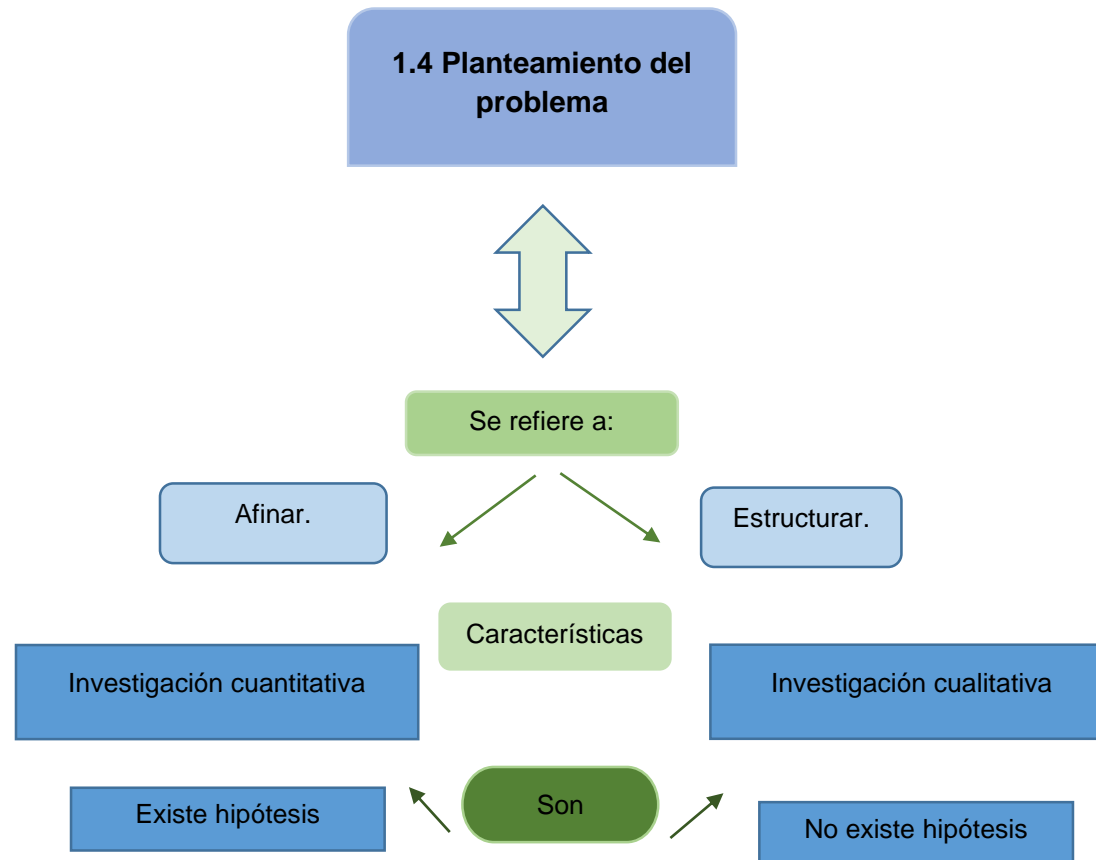 1.4 Planteamiento del
problema
Se refiere a:
Afinar.
Estructurar.
Características
Investigación cuantitativa
Investigación cualitativa
Existe hipótesis
Son
No existe hipótesis